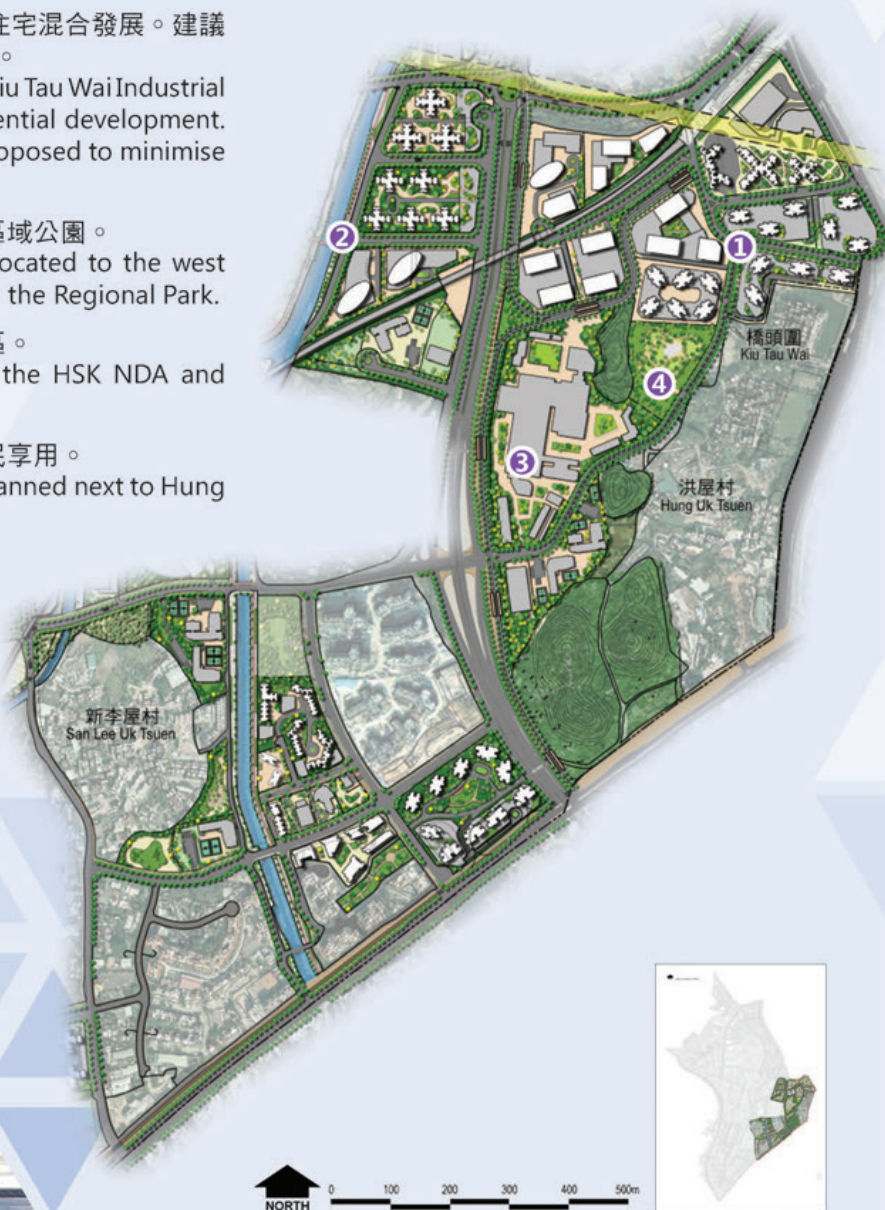 住宅混合發展。建議
。
iu Tau Wai Industrial
ential development.
oposed to minimise
區域公園。
ocated to the west
the Regional Park.
區。
the HSK NDA and
民享用。
anned next to Hung
2
1
橋頭圍
Kiu Tau Wai
4
3
洪屋村
Hung Uk Tsuen
新李屋村
San Lee Uk Tsuen
NORTH
0 100 200 300 400 500m